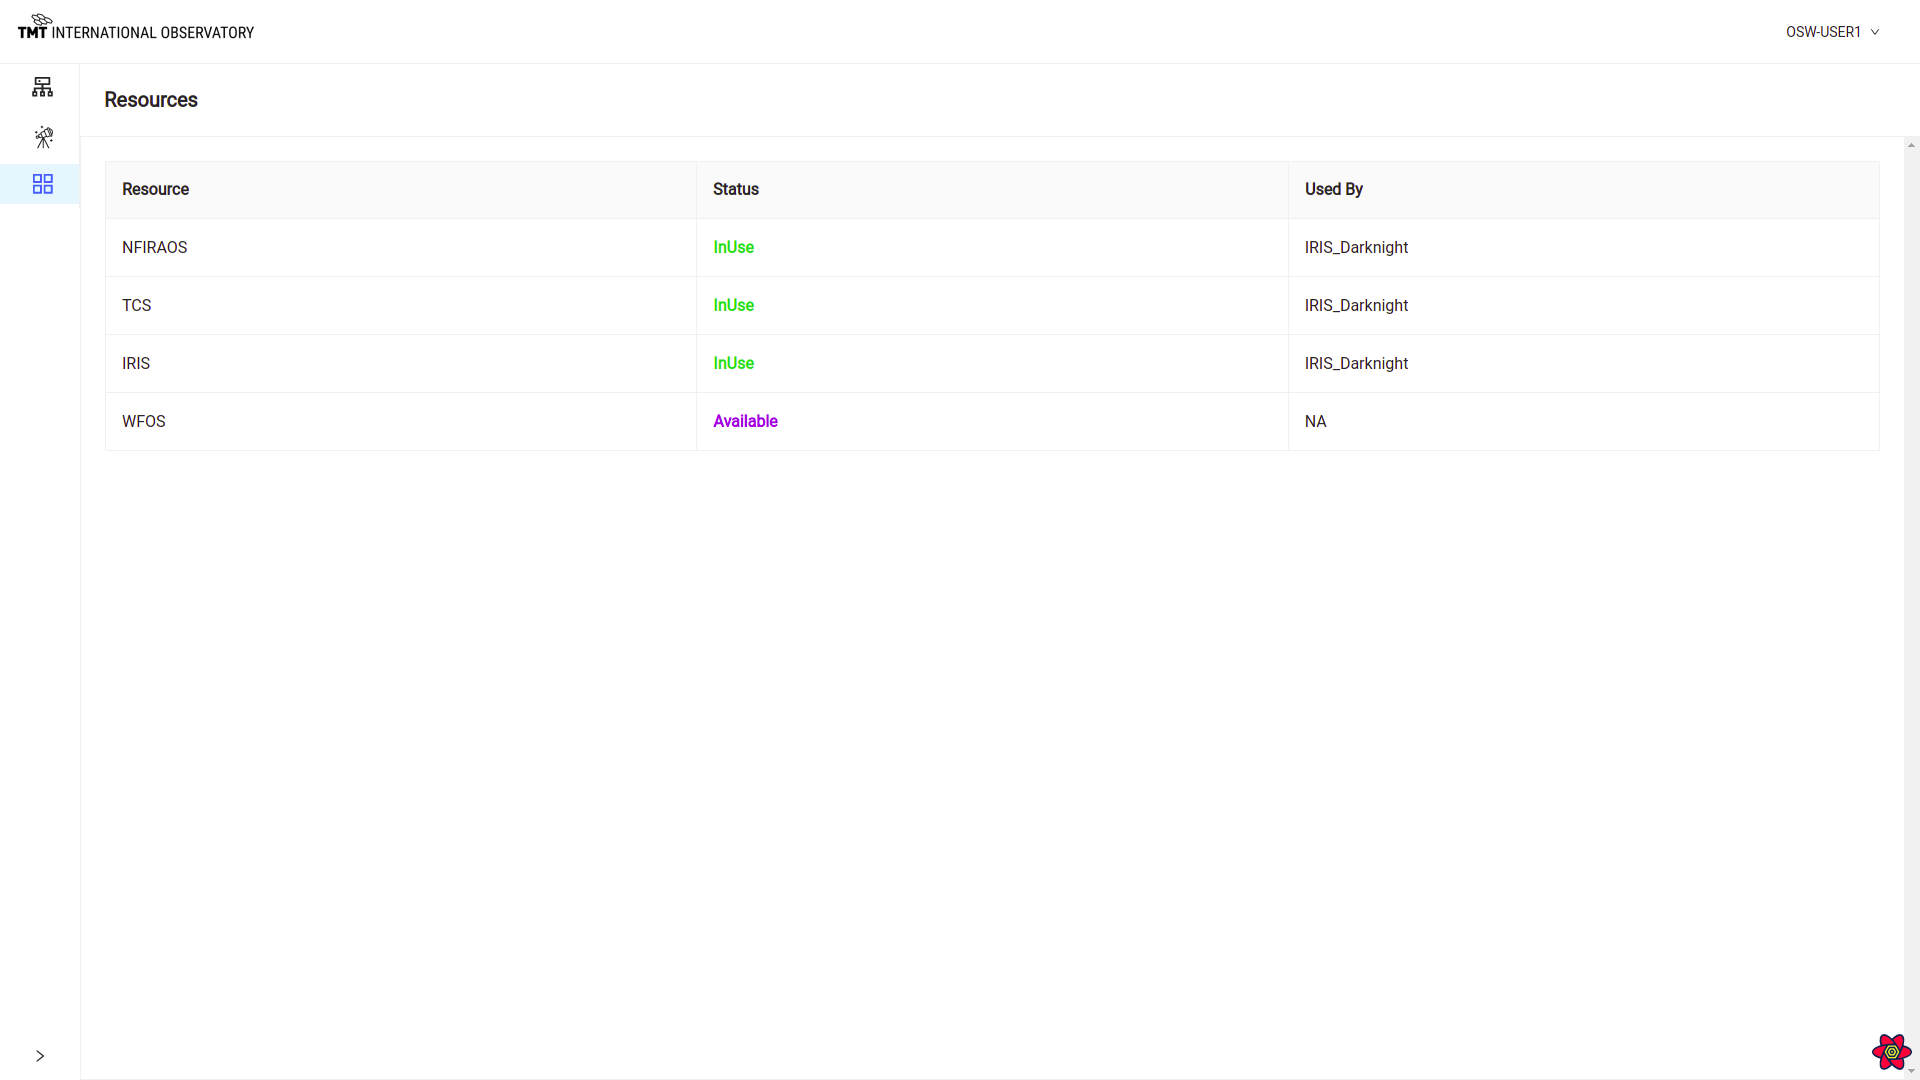 TMT INTERNATIONAL OBSERVATORY
OSW-USER1
Resources
Resource Status Used By
NFIRAOS InUse IRIS_Darknight
TCS InUse IRIS_Darknight
IRIS InUse IRIS_Darknight
WFOS Available NA